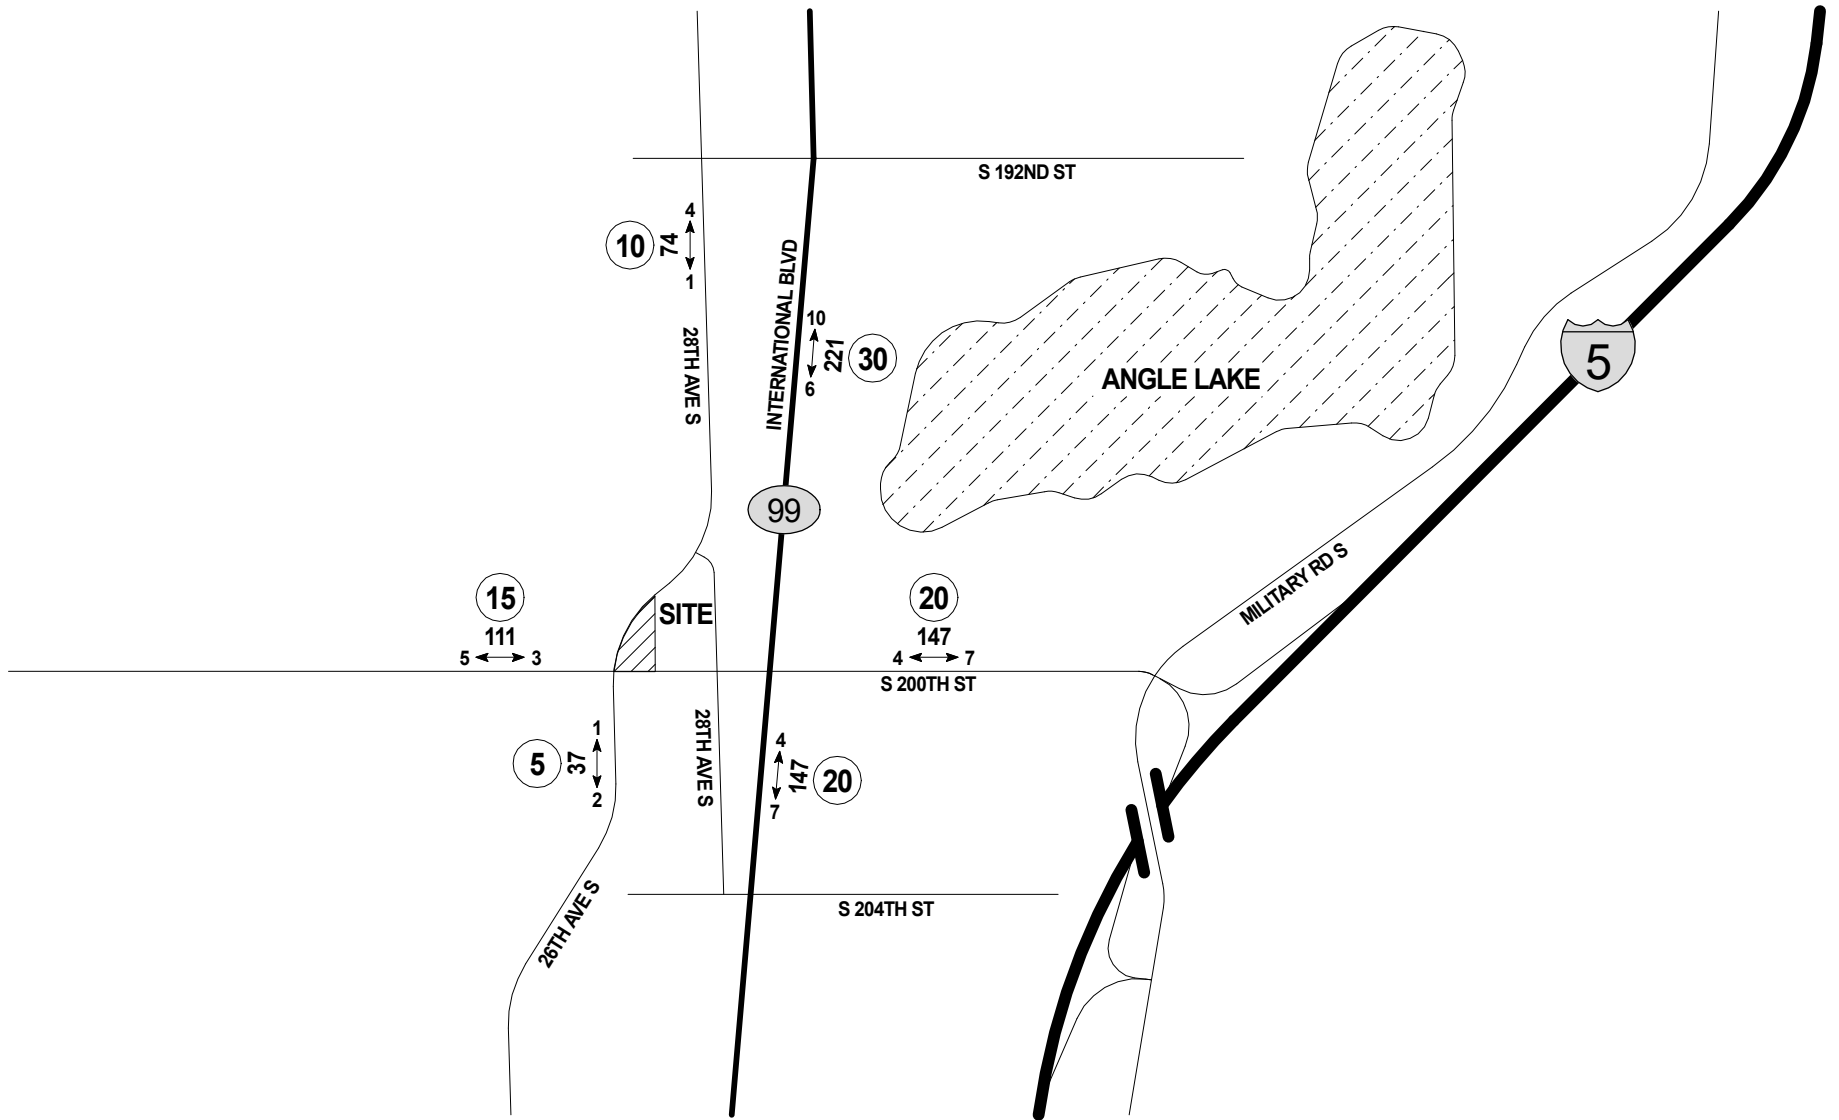 S 192ND ST
4
10
74
1
28TH AVE S
INTERNATIONAL BLVD
10
221
30
6
ANGLE LAKE
5
99
MILITARY RD S
15
111
5
3
SITE
20
147
4
7
S 200TH ST
1
5
37
2
28TH AVE S
4
147
20
7
26TH AVE S
S 204TH ST